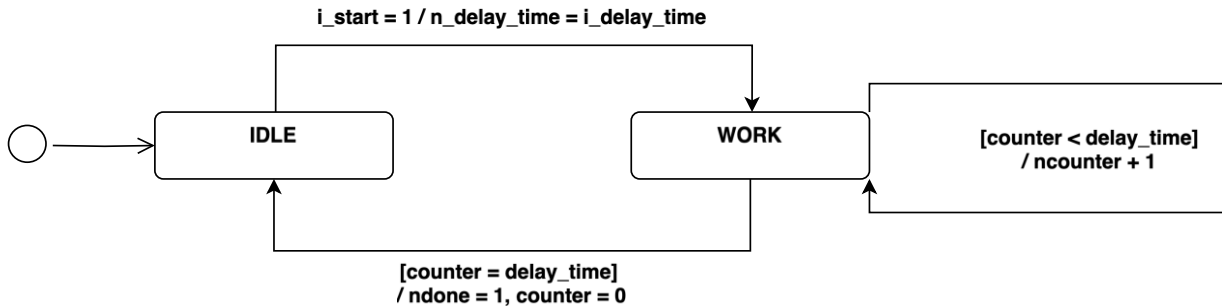 i_start = 1 / n_delay_time = i_delay_time
IDLE
WORK
[counter < delay_time]
/ ncounter + 1
[counter = delay_time]
/ ndone = 1, counter = 0